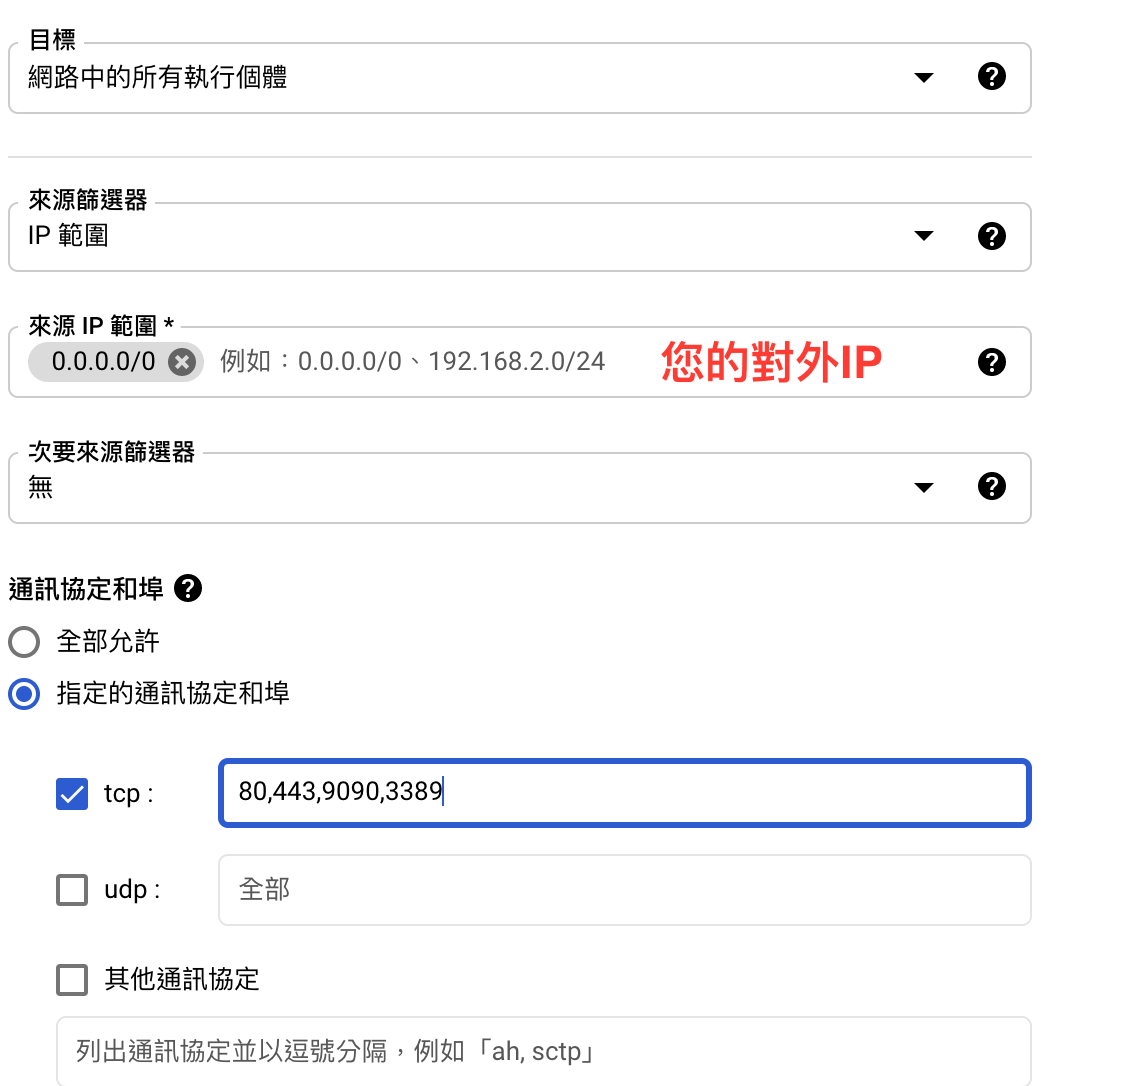 目標
網路中的所有執行個體
來源篩選器
IP 範圍
來源 IP 範圍 *
0.0.0.0/0 例如：0.0.0.0/0、192.168.2.0/24 您的對外IP
次要來源篩選器
無
通訊協定和埠
全部允許
指定的通訊協定和埠
tcp : 80,443,9090,3389
udp : 全部
其他通訊協定
列出通訊協定並以逗號分隔，例如「ah, sctp」